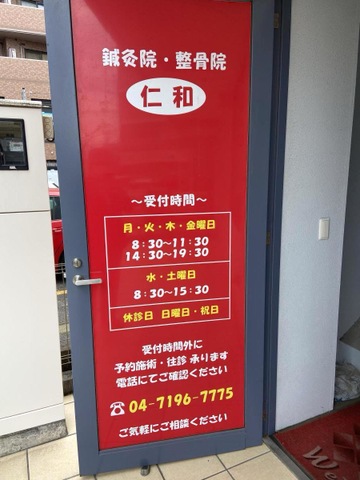 鍼灸院・整骨院
仁和
～受付時間～
月・火・木・金曜日
8:30～11:30
14:30～19:30
水・土曜日
8:30～15:30
休診日 日曜日・祝日
受付時間外に
予約施術・往診 承ります
電話にてご確認ください
☎04-7196-7775
ご気軽にご相談ください
We